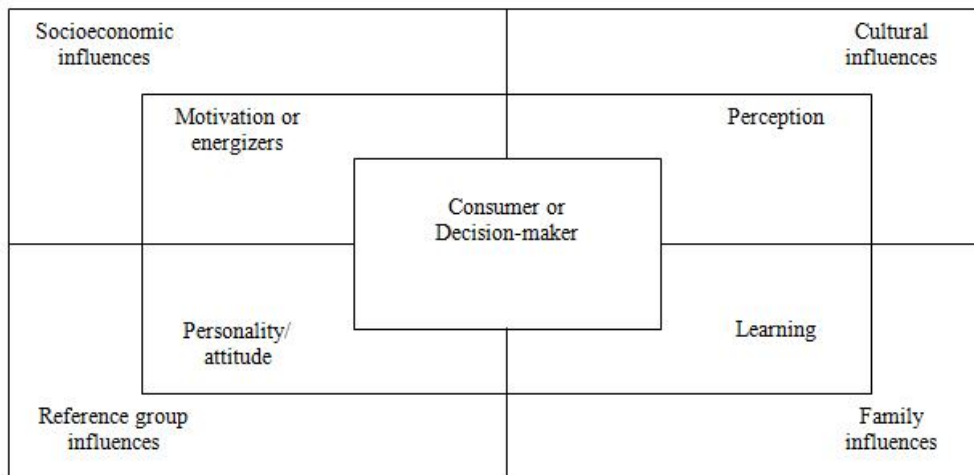 Socioeconomic
influences
Cultural
influences
Motivation or
energizers
Perception
Consumer or
Decision-maker
Personality/
attitude
Learning
Reference group
influences
Family
influences